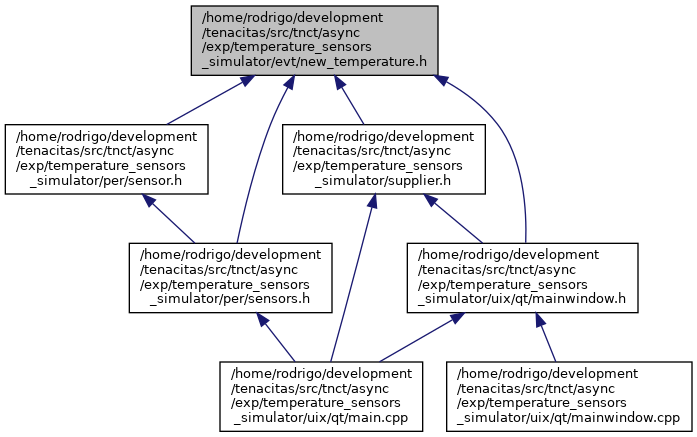 /home/rodrigo/development
/tenacitas/src/tnct/async
/exp/temperature_sensors
_simulator/evt/new_temperature.h
/home/rodrigo/development
/tenacitas/src/tnct/async
/exp/temperature_sensors
_simulator/per/sensor.h
/home/rodrigo/development
/tenacitas/src/tnct/async
/exp/temperature_sensors
_simulator/supplier.h
/home/rodrigo/development
/tenacitas/src/tnct/async
/exp/temperature_sensors
_simulator/per/sensors.h
/home/rodrigo/development
/tenacitas/src/tnct/async
/exp/temperature_sensors
_simulator/uix/qt/mainwindow.h
/home/rodrigo/development
/tenacitas/src/tnct/async
/exp/temperature_sensors
_simulator/uix/qt/main.cpp
/home/rodrigo/development
/tenacitas/src/tnct/async
/exp/temperature_sensors
_simulator/uix/qt/mainwindow.cpp